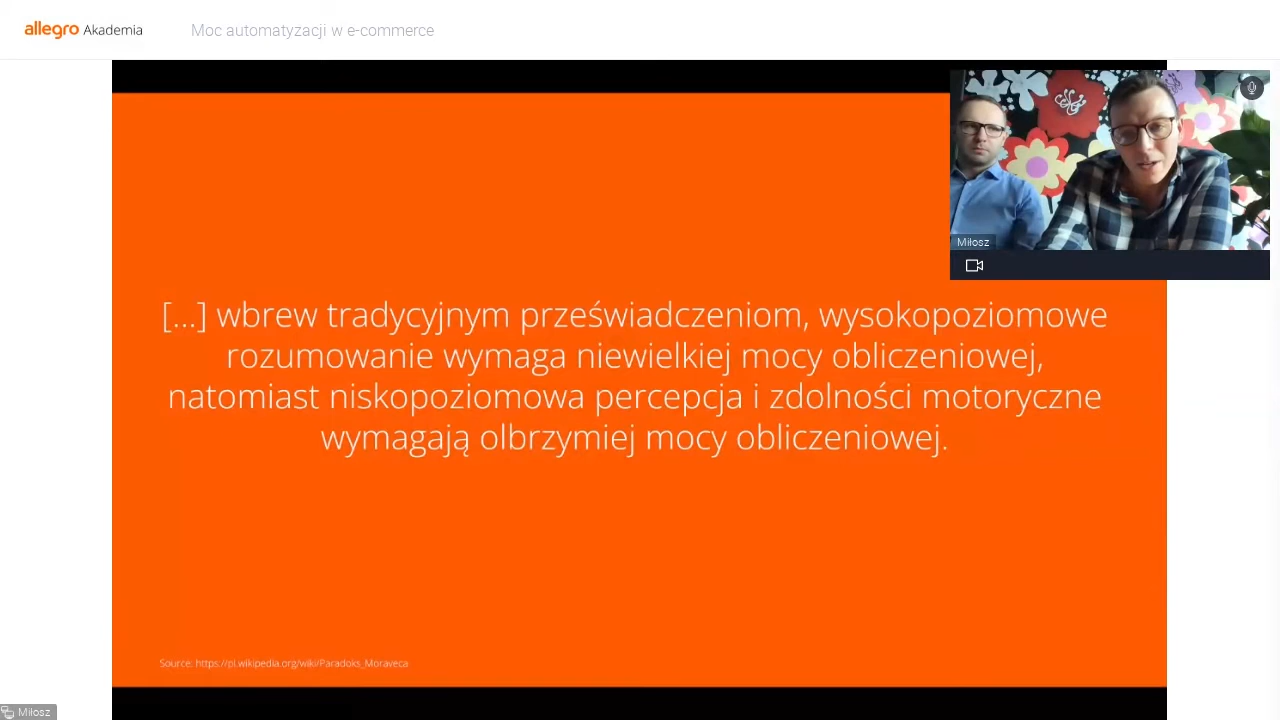 allegro Akademia
Moc automatyzacji w e-commerce
Miłosz
[...] wbrew tradycyjnym przeświadczeniom, wysokopoziomowe
rozumowanie wymaga niewielkiej mocy obliczeniowej,
natomiast niskopoziomowa percepcja i zdolności motoryczne
wymagają olbrzymiej mocy obliczeniowej.
Source: https://pl.wikipedia.org/wiki/Paradoks_Moraveca
Miłosz